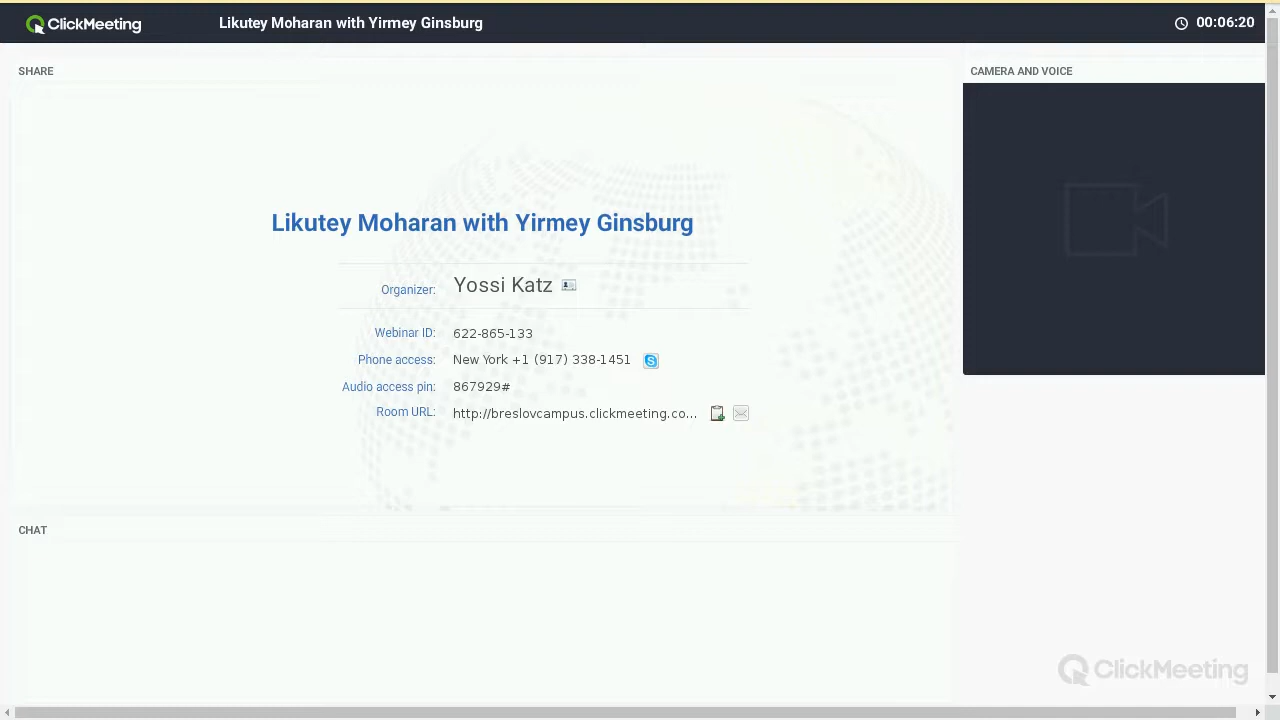 ClickMeeting
Likutey Moharan with Yirmey Ginsburg
00:06:20
SHARE
CAMERA AND VOICE
Likutey Moharan with Yirmey Ginsburg
Organizer: Yossi Katz
Webinar ID: 622-865-133
Phone access: New York +1 (917) 338-1451
Audio access pin: 867929#
Room URL: http://breslovcampus.clickmeeting.co...
CHAT
ClickMeeting